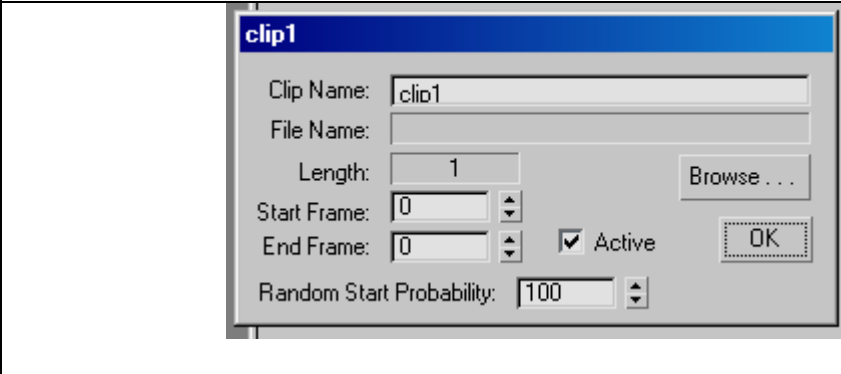 clip1
Clip Name: clip1
File Name:
Length: 1
Browse . . .
Start Frame: 0
End Frame: 0
Active
OK
Random Start Probability: 100